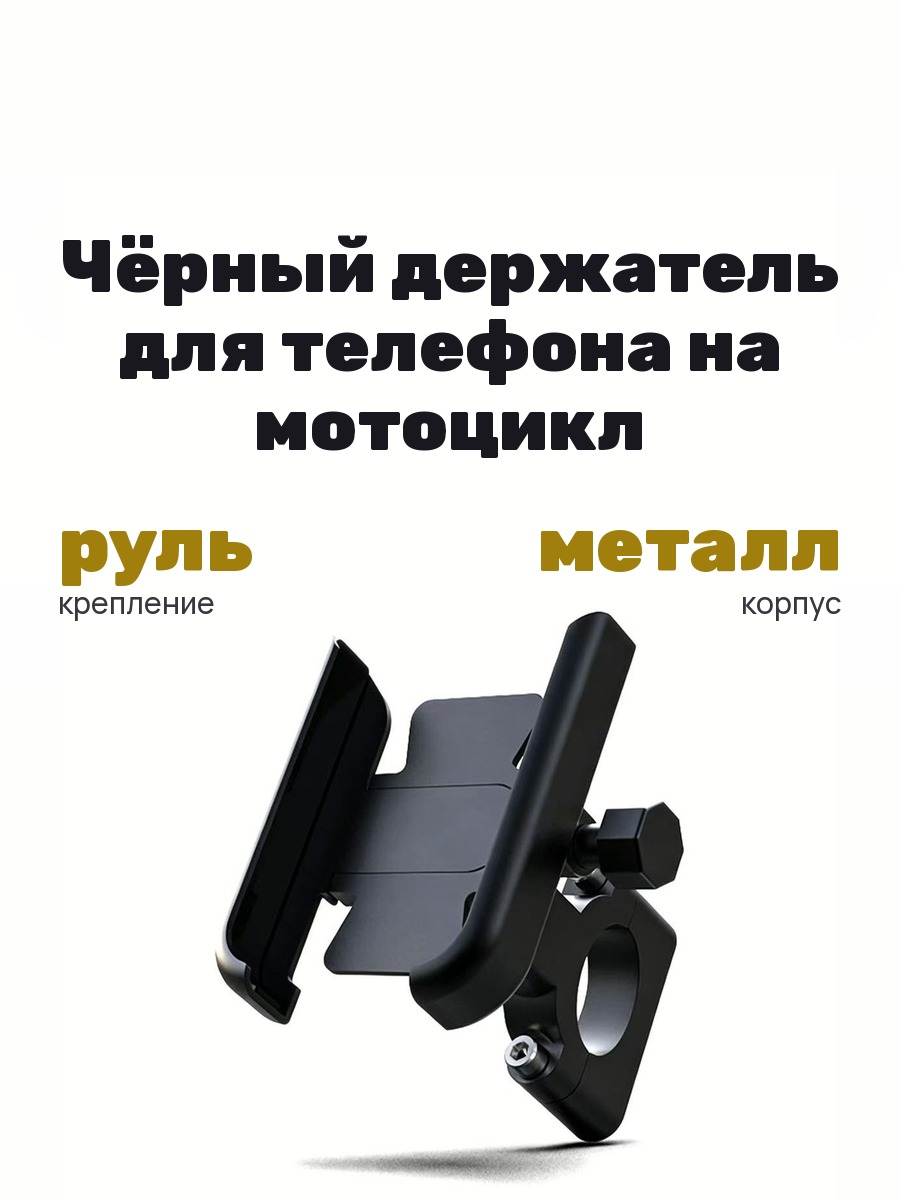 Чёрный держатель
для телефона на
мотоцикл
руль
металл
крепление
корпус